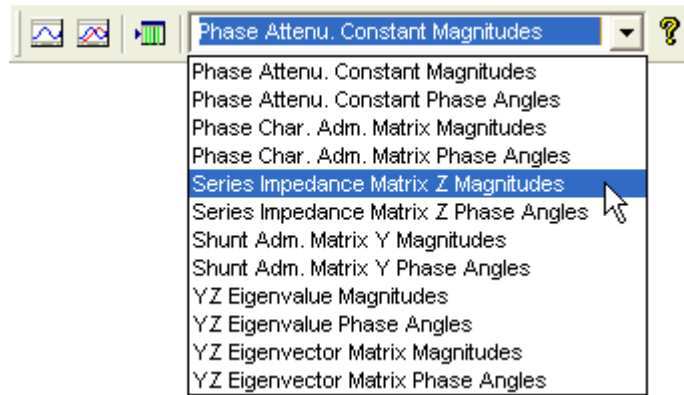 Phase Attenu. Constant Magnitudes
Phase Attenu. Constant Magnitudes
Phase Attenu. Constant Phase Angles
Phase Char. Adm. Matrix Magnitudes
Phase Char. Adm. Matrix Phase Angles
Series Impedance Matrix Z Magnitudes
Series Impedance Matrix Z Phase Angles
Shunt Adm. Matrix Y Magnitudes
Shunt Adm. Matrix Y Phase Angles
YZ Eigenvalue Magnitudes
YZ Eigenvalue Phase Angles
YZ Eigenvector Matrix Magnitudes
YZ Eigenvector Matrix Phase Angles